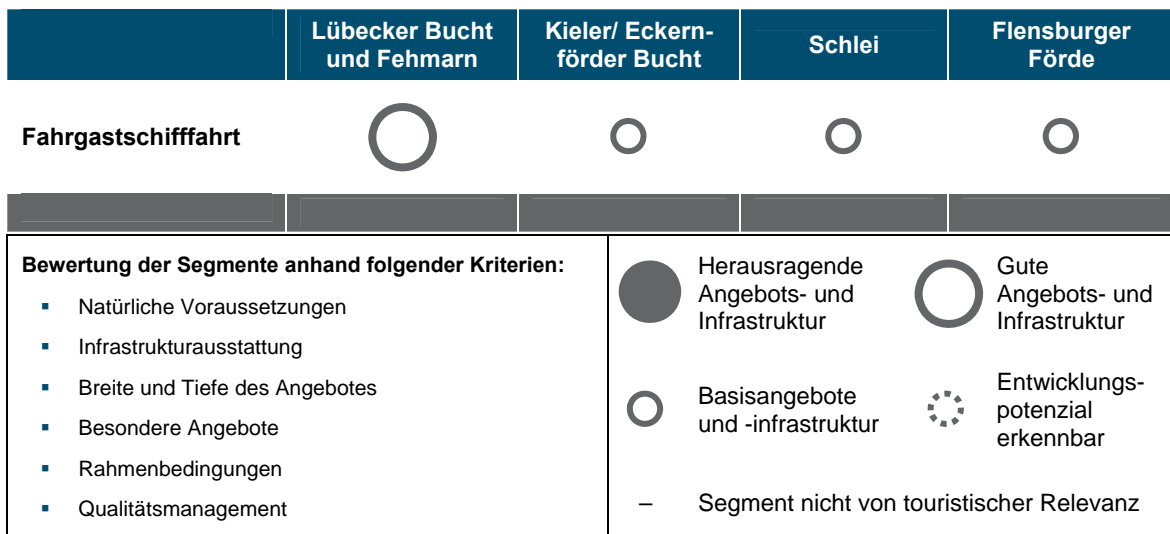 Lübecker Bucht
und Fehmarn
Kieler/ Eckern-
förder Bucht
Schlei
Flensburger
Förde
Fahrgastschifffahrt
Bewertung der Segmente anhand folgender Kriterien:
▪ Natürliche Voraussetzungen
▪ Infrastrukturausstattung
▪ Breite und Tiefe des Angebotes
▪ Besondere Angebote
▪ Rahmenbedingungen
▪ Qualitätsmanagement
Herausragende
Angebots- und
Infrastruktur
Gute
Angebots- und
Infrastruktur
Basisangebote
und -infrastruktur
Entwicklungs-
potenzial
erkennbar
– Segment nicht von touristischer Relevanz